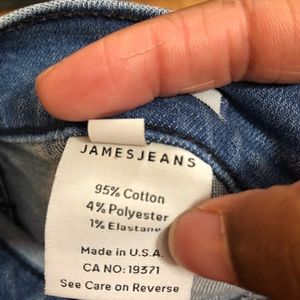 JAMESJEANS
95% Cotton
4% Polyester
1% Elastane
Made in U.S.A.
CA NO: 19371
See Care on Reverse